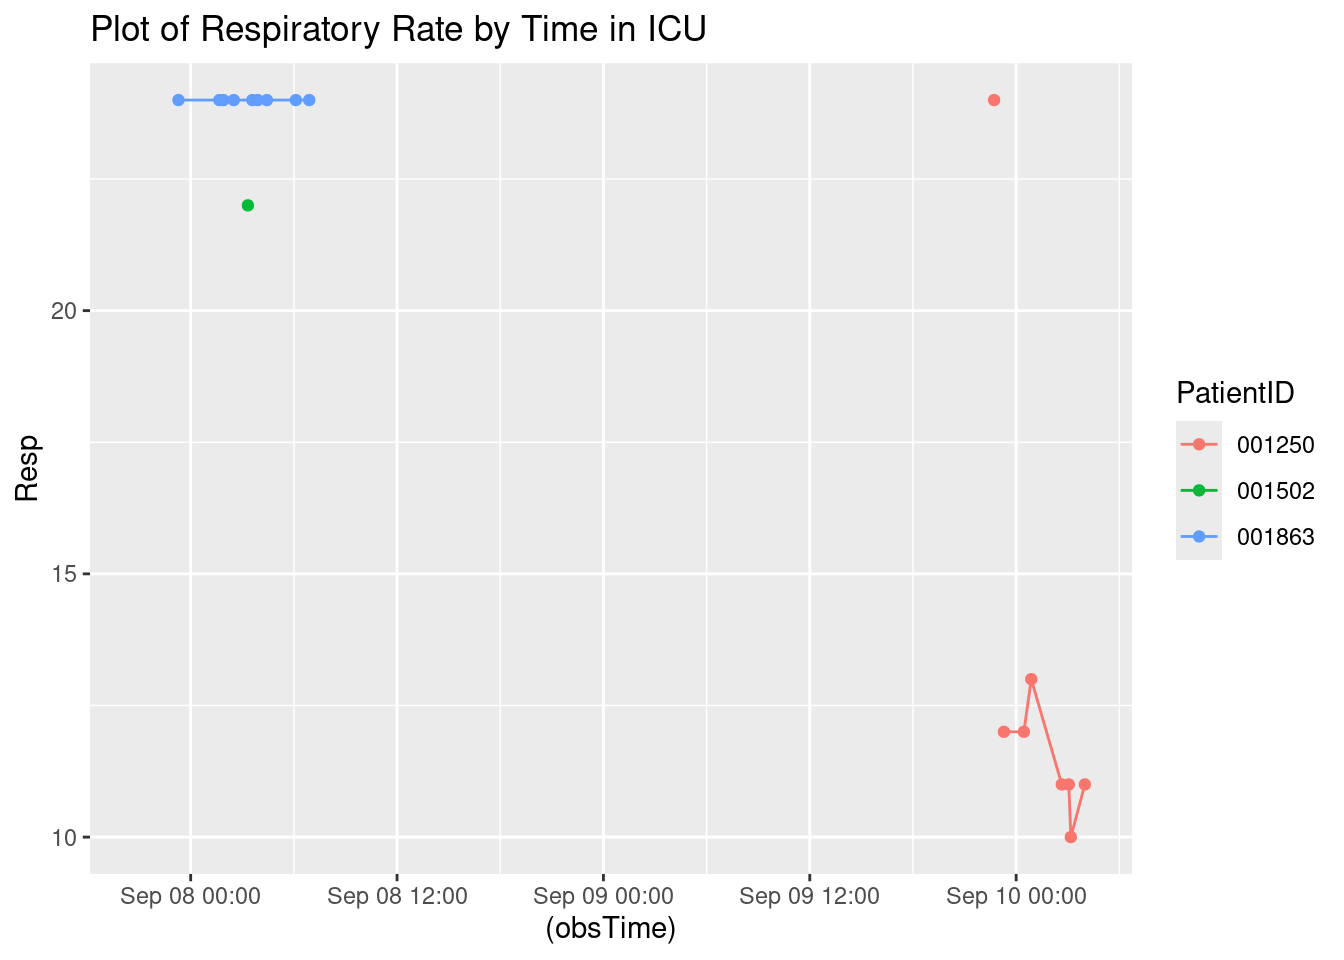 Plot of Respiratory Rate by Time in ICU
Resp
20
15
10
Sep 08 00:00
Sep 08 12:00
Sep 09 00:00
Sep 09 12:00
Sep 10 00:00
(obsTime)
PatientID
001250
001502
001863